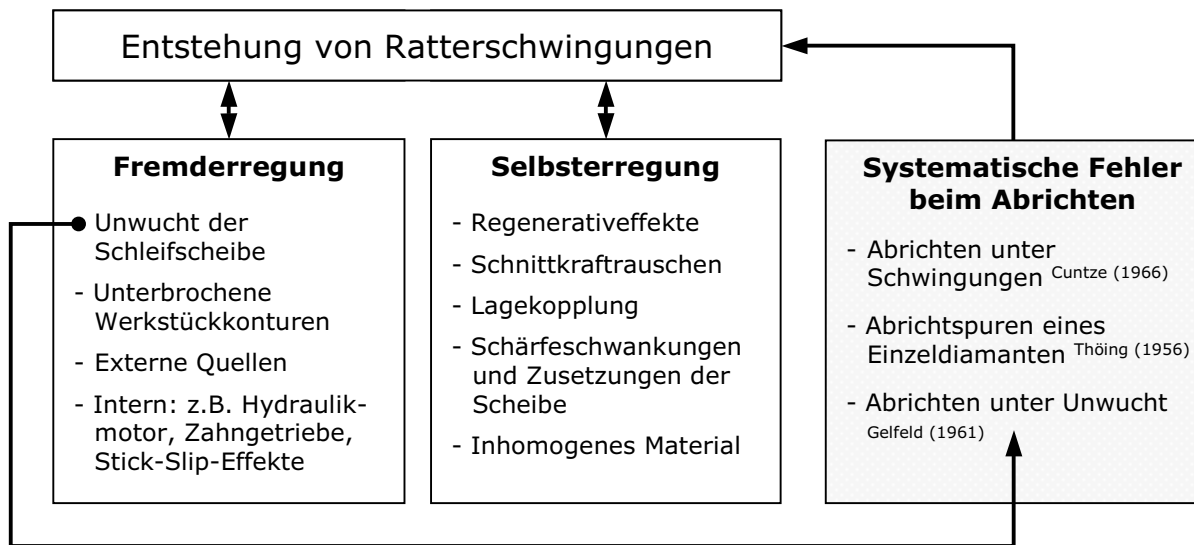 Entstehung von Ratterschwingungen
Fremderregung
- Unwucht der
Schleifscheibe
- Unterbrochene
Werkstückkonturen
- Externe Quellen
- Intern: z.B. Hydraulik-
motor, Zahngetriebe,
Stick-Slip-Effekte
Selbsterregung
- Regenerativeffekte
- Schnittkraftrauschen
- Lagekopplung
- Schärfeschwankungen
und Zusetzungen der
Scheibe
- Inhomogenes Material
Systematische Fehler
beim Abrichten
- Abrichten unter
Schwingungen Cuntze (1966)
- Abrichtspuren eines
Einzeldiamanten Thöing (1956)
- Abrichten unter Unwucht
Gelfeld (1961)